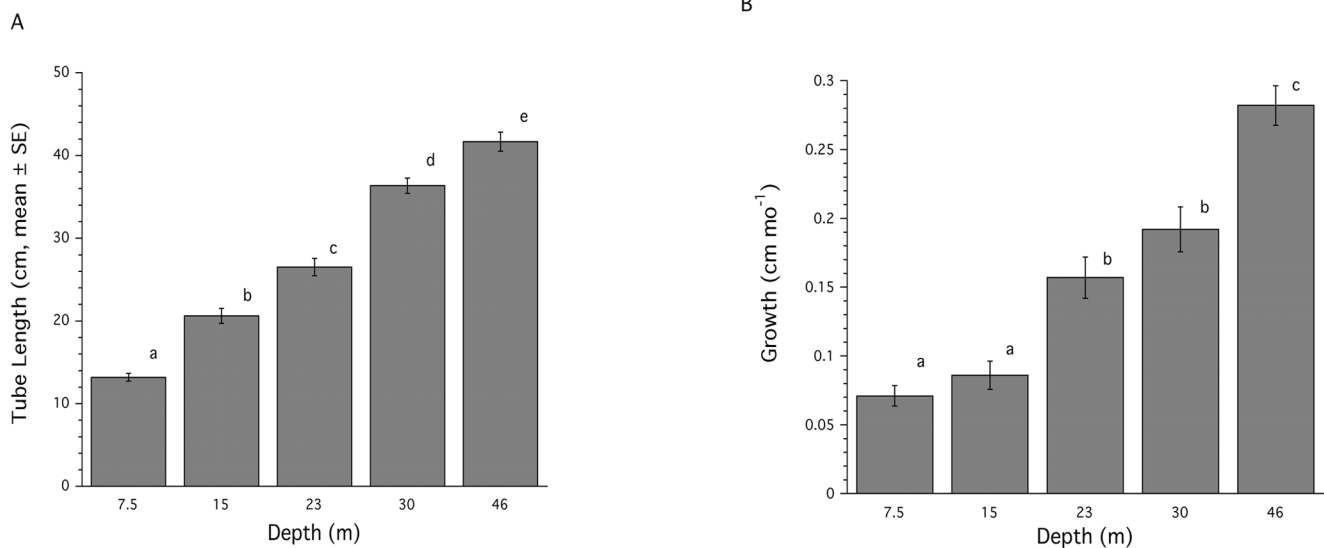 A
Tube Length (cm, mean ± SE)
50
40
30
20
10
0
a
b
c
d
e
7.5 15 23 30 46
Depth (m)
B
Growth (cm mo⁻¹)
0.3
0.25
0.2
0.15
0.1
0.05
0
a
a
b
b
c
7.5 15 23 30 46
Depth (m)